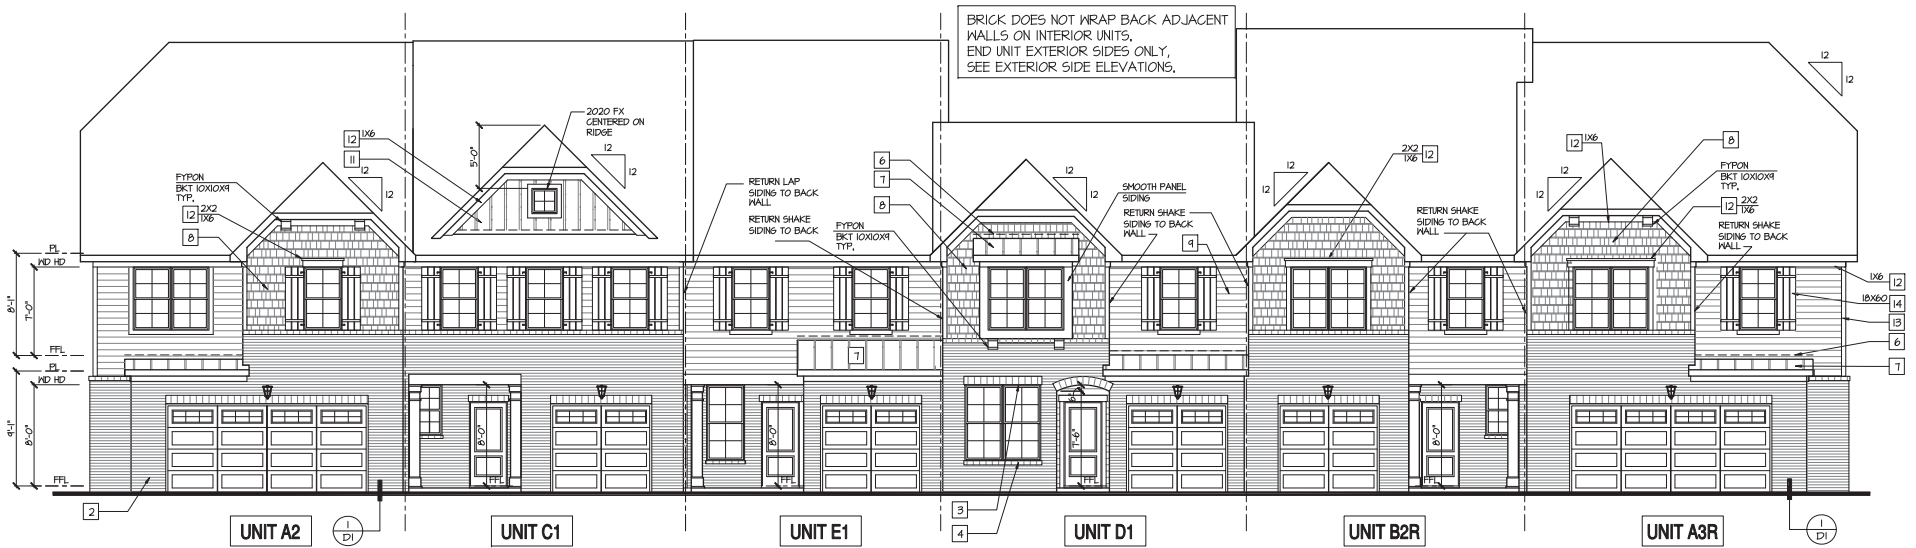 BRICK DOES NOT WRAP BACK ADJACENT
WALLS ON INTERIOR UNITS,
END UNIT EXTERIOR SIDES ONLY,
SEE EXTERIOR SIDE ELEVATIONS.
12
12
2020 FX
CENTERED ON
RIDGE
12 1X6
11
5'-0"
12
12
FYPON
BKT 10X10X9
TYP.
12
12
12 2X2
1X6
8
RETURN LAP
SIDING TO BACK
WALL
RETURN SHAKE
SIDING TO BACK
6
7
8
FYPON
BKT 10X10X9
TYP.
12
12
SMOOTH PANEL
SIDING
RETURN SHAKE
SIDING TO BACK
WALL
9
12
12
2X2
1X6 12
RETURN SHAKE
SIDING TO BACK
WALL
12
12
12 1X6
8
FYPON
BKT 10X10X9
TYP.
12 2X2
1X6
RETURN SHAKE
SIDING TO BACK
WALL
PL
WD HD
8'-1"
7'-0"
FFL
PL
WD HD
9'-1"
8'-0"
FFL
1X6
12
18X60 14
13
6
7
7
8'-0"
FFL
8'-0"
FFL
7'-6"
FFL
8'-0"
FFL
2
3
4
UNIT A2
1
D1
UNIT C1
UNIT E1
UNIT D1
UNIT B2R
UNIT A3R
1
D1